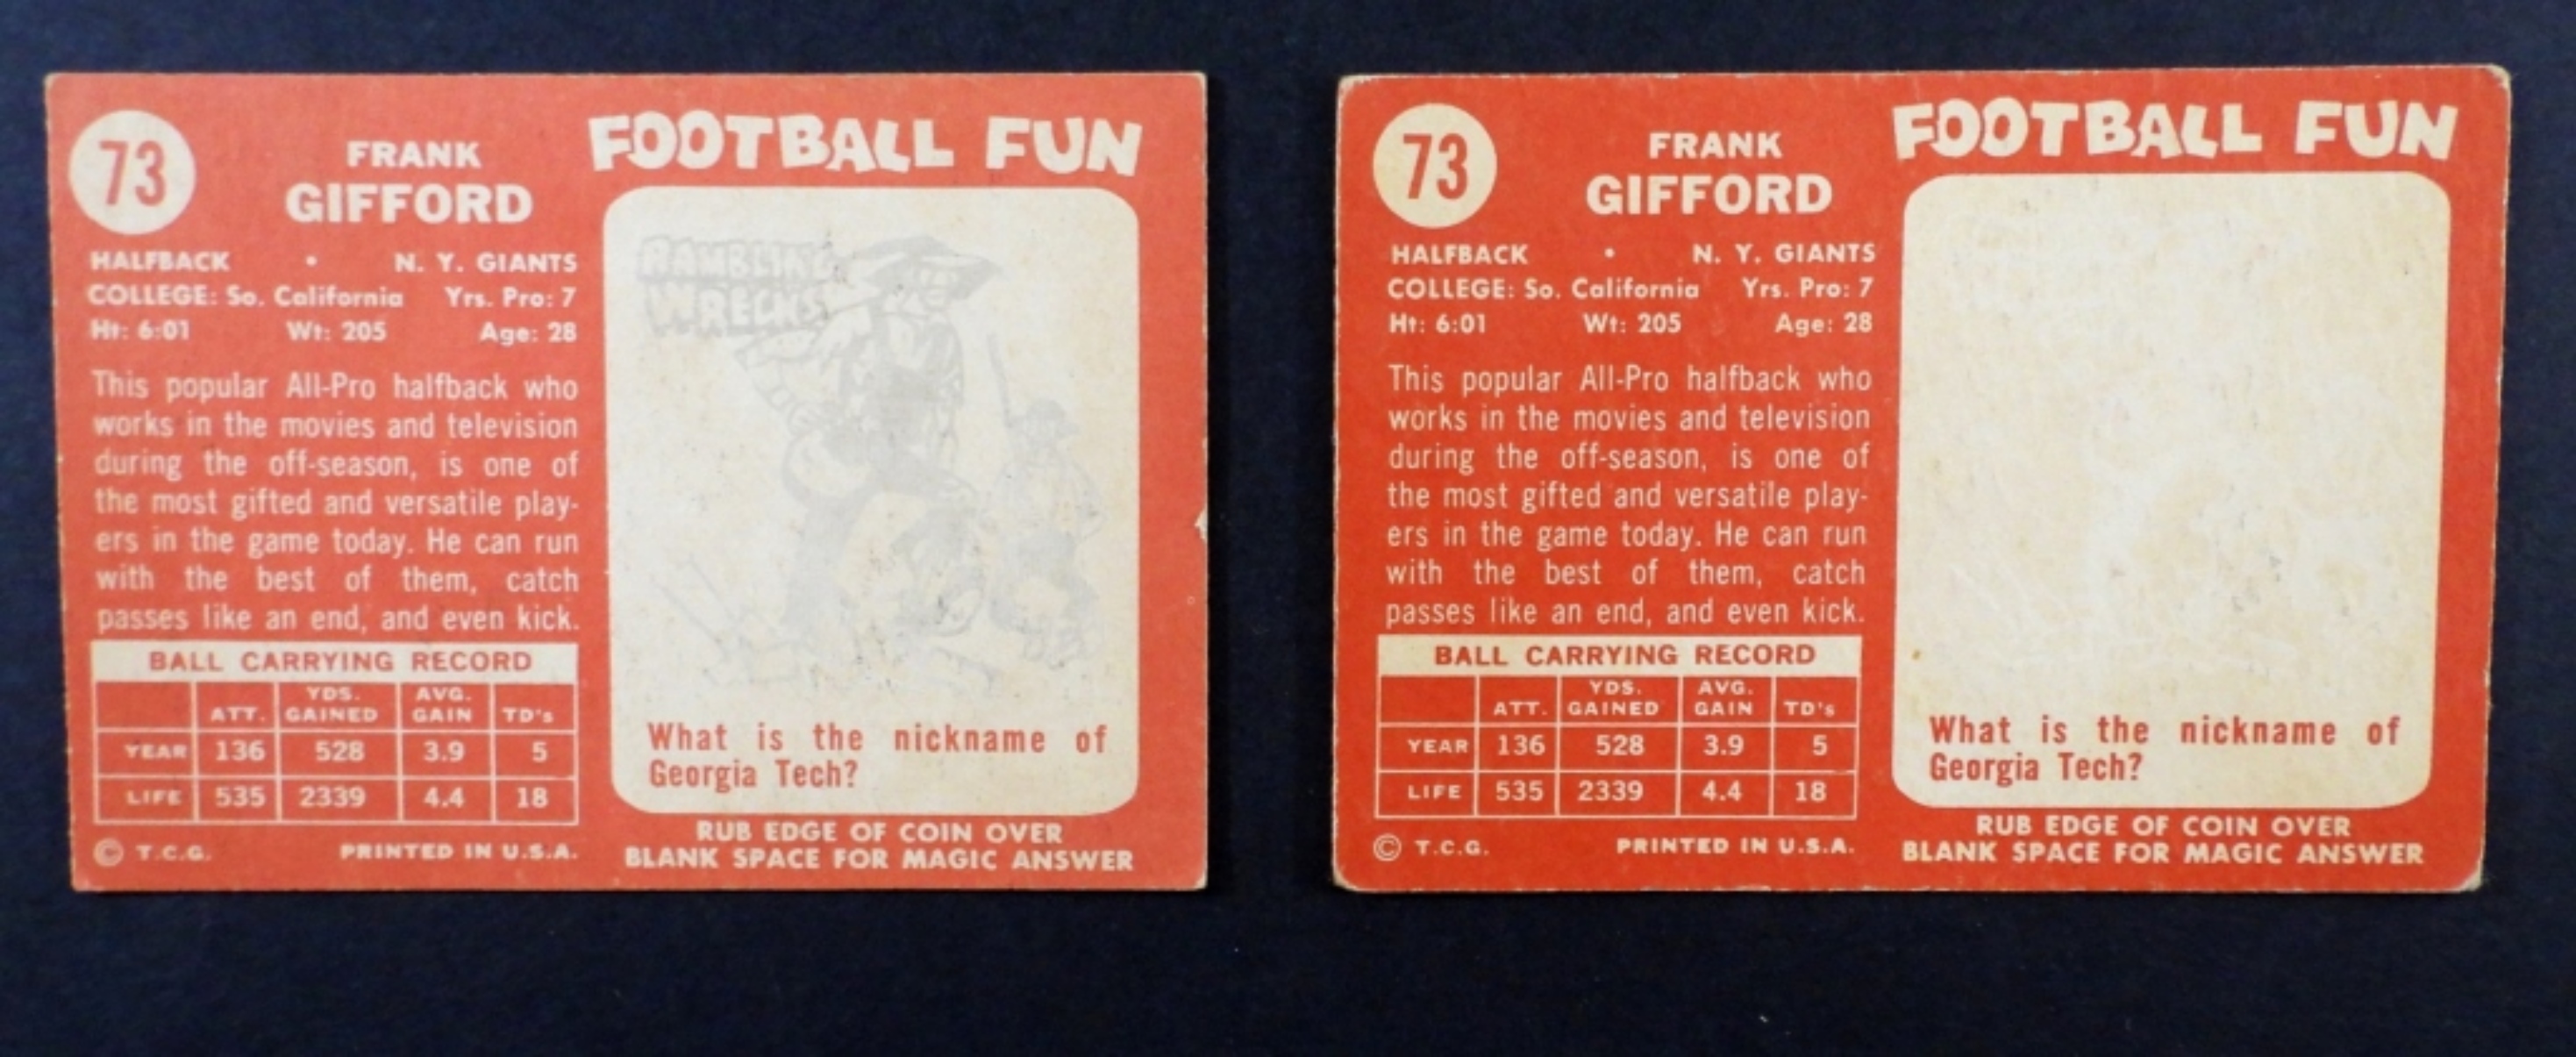 73
FRANK
GIFFORD
HALFBACK • N. Y. GIANTS
COLLEGE: So. California Yrs. Pro: 7
Ht: 6:01 Wt: 205 Age: 28
This popular All-Pro halfback who
works in the movies and television
during the off-season, is one of
the most gifted and versatile play-
ers in the game today. He can run
with the best of them, catch
passes like an end, and even kick.
BALL CARRYING RECORD
ATT. YDS. GAINED AVG. GAIN TD's
YEAR 136 528 3.9 5
LIFE 535 2339 4.4 18
© T.C.G. PRINTED IN U.S.A.
FOOTBALL FUN
RAMBLIN'
WRECKS
What is the nickname of
Georgia Tech?
RUB EDGE OF COIN OVER
BLANK SPACE FOR MAGIC ANSWER
73
FRANK
GIFFORD
HALFBACK • N. Y. GIANTS
COLLEGE: So. California Yrs. Pro: 7
Ht: 6:01 Wt: 205 Age: 28
This popular All-Pro halfback who
works in the movies and television
during the off-season, is one of
the most gifted and versatile play-
ers in the game today. He can run
with the best of them, catch
passes like an end, and even kick.
BALL CARRYING RECORD
ATT. YDS. GAINED AVG. GAIN TD's
YEAR 136 528 3.9 5
LIFE 535 2339 4.4 18
© T.C.G. PRINTED IN U.S.A.
FOOTBALL FUN
What is the nickname of
Georgia Tech?
RUB EDGE OF COIN OVER
BLANK SPACE FOR MAGIC ANSWER